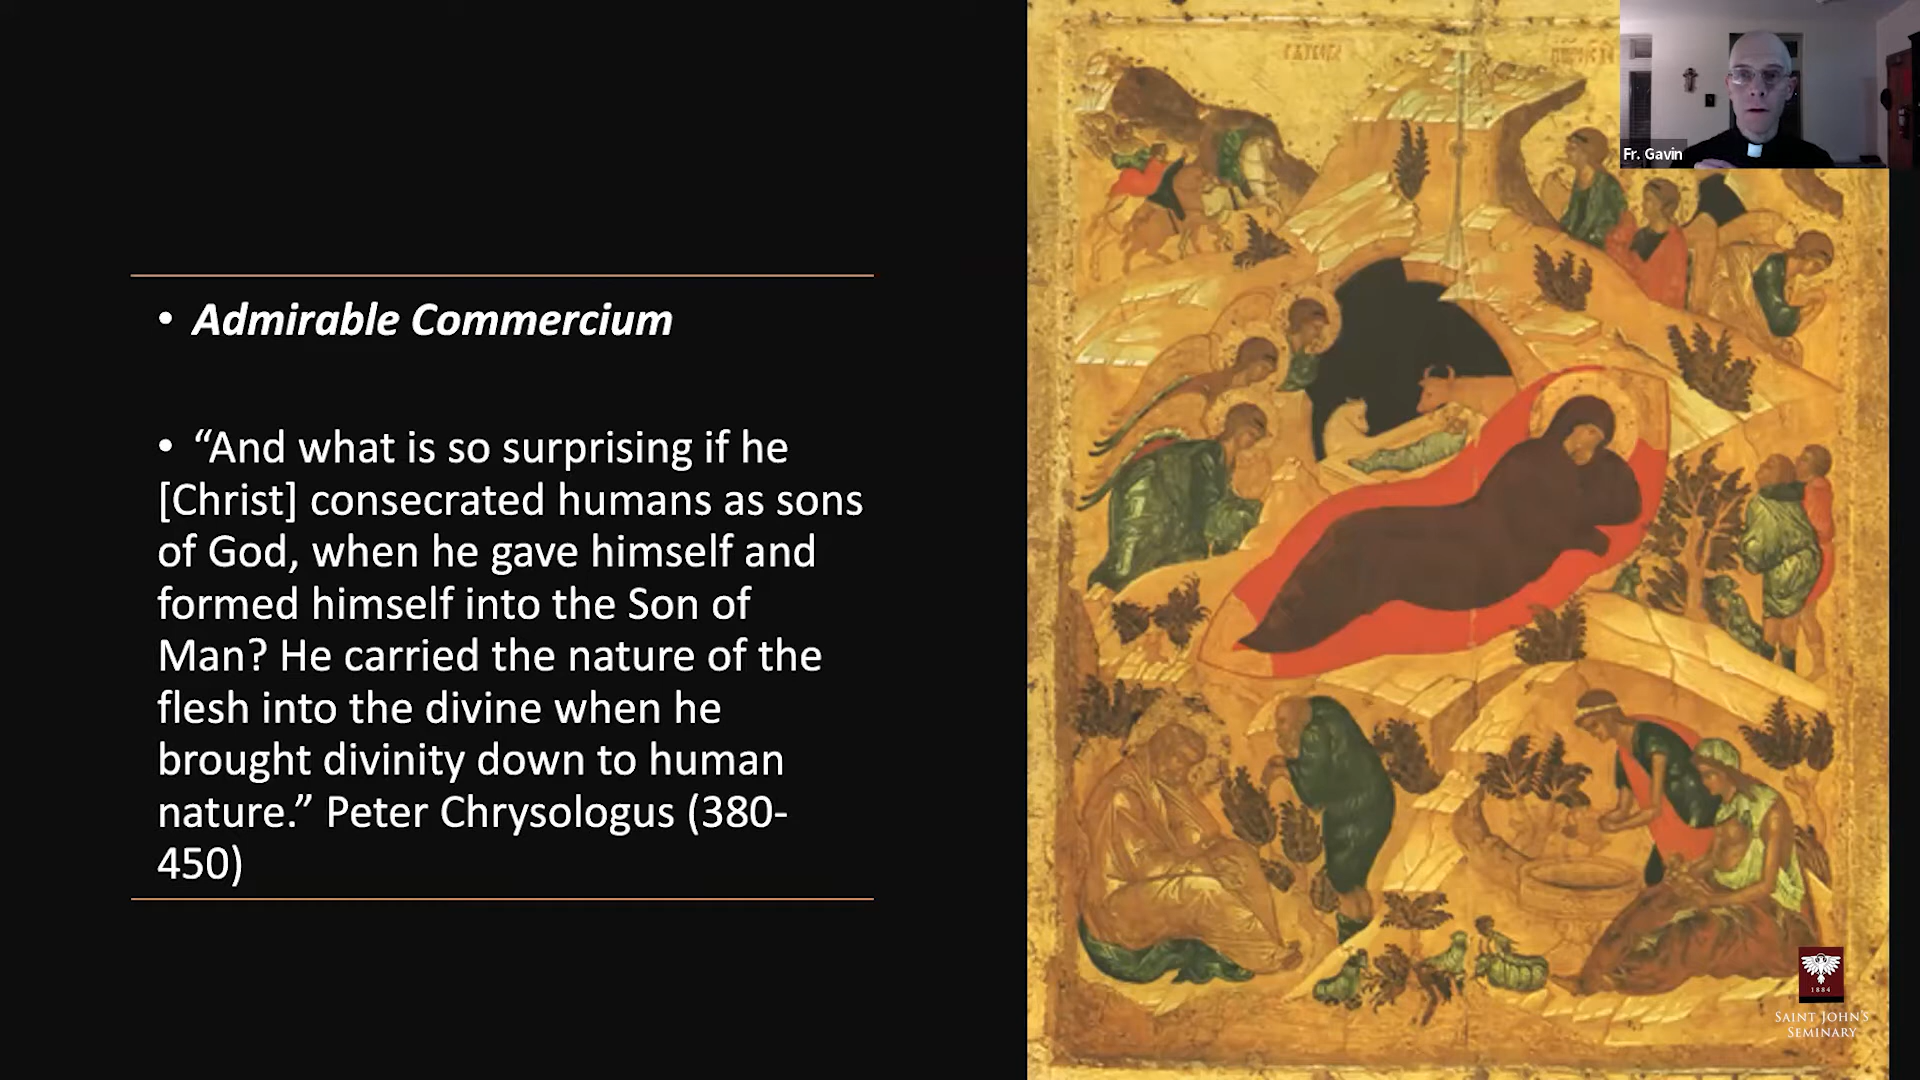 Fr. Gavin
• Admirable Commercium
• “And what is so surprising if he
[Christ] consecrated humans as sons
of God, when he gave himself and
formed himself into the Son of
Man? He carried the nature of the
flesh into the divine when he
brought divinity down to human
nature.” Peter Chrysologus (380-
450)
1884
SAINT JOHN'S
SEMINARY